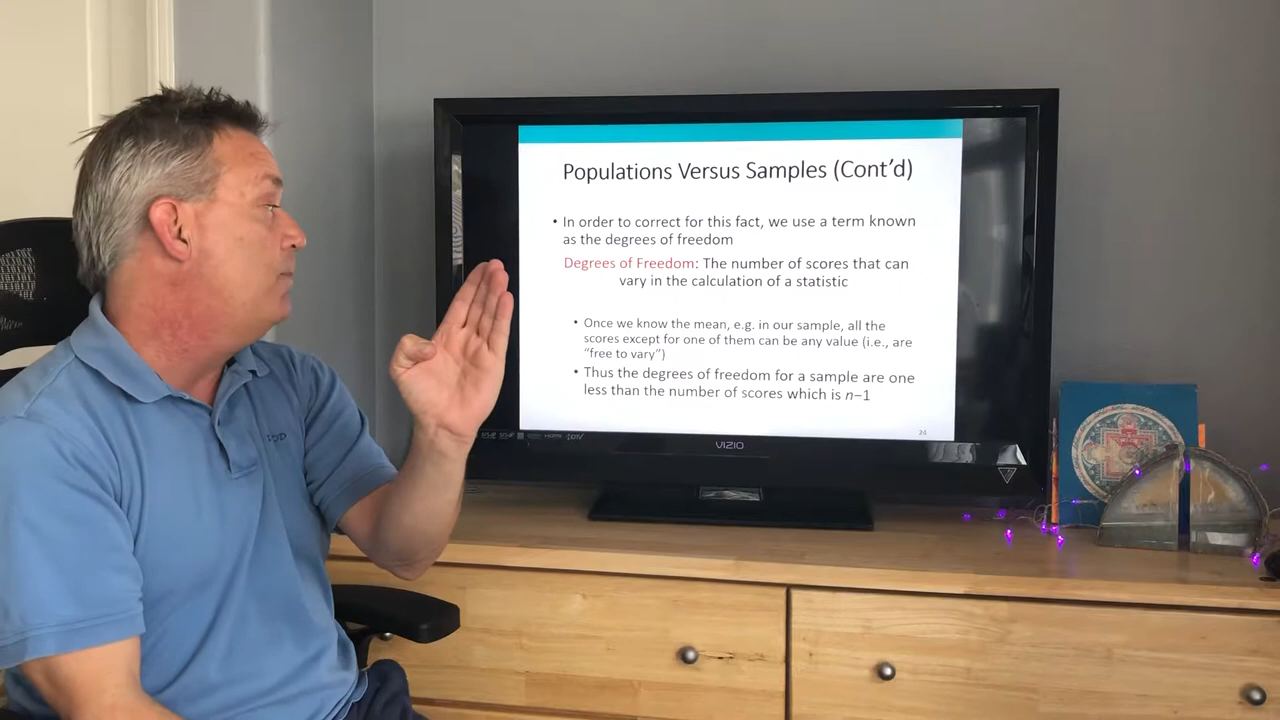 Populations Versus Samples (Cont’d)
• In order to correct for this fact, we use a term known
as the degrees of freedom
Degrees of Freedom: The number of scores that can
vary in the calculation of a statistic
• Once we know the mean, e.g. in our sample, all the
scores except for one of them can be any value (i.e., are
“free to vary”)
• Thus the degrees of freedom for a sample are one
less than the number of scores which is n–1
24
VIZIO